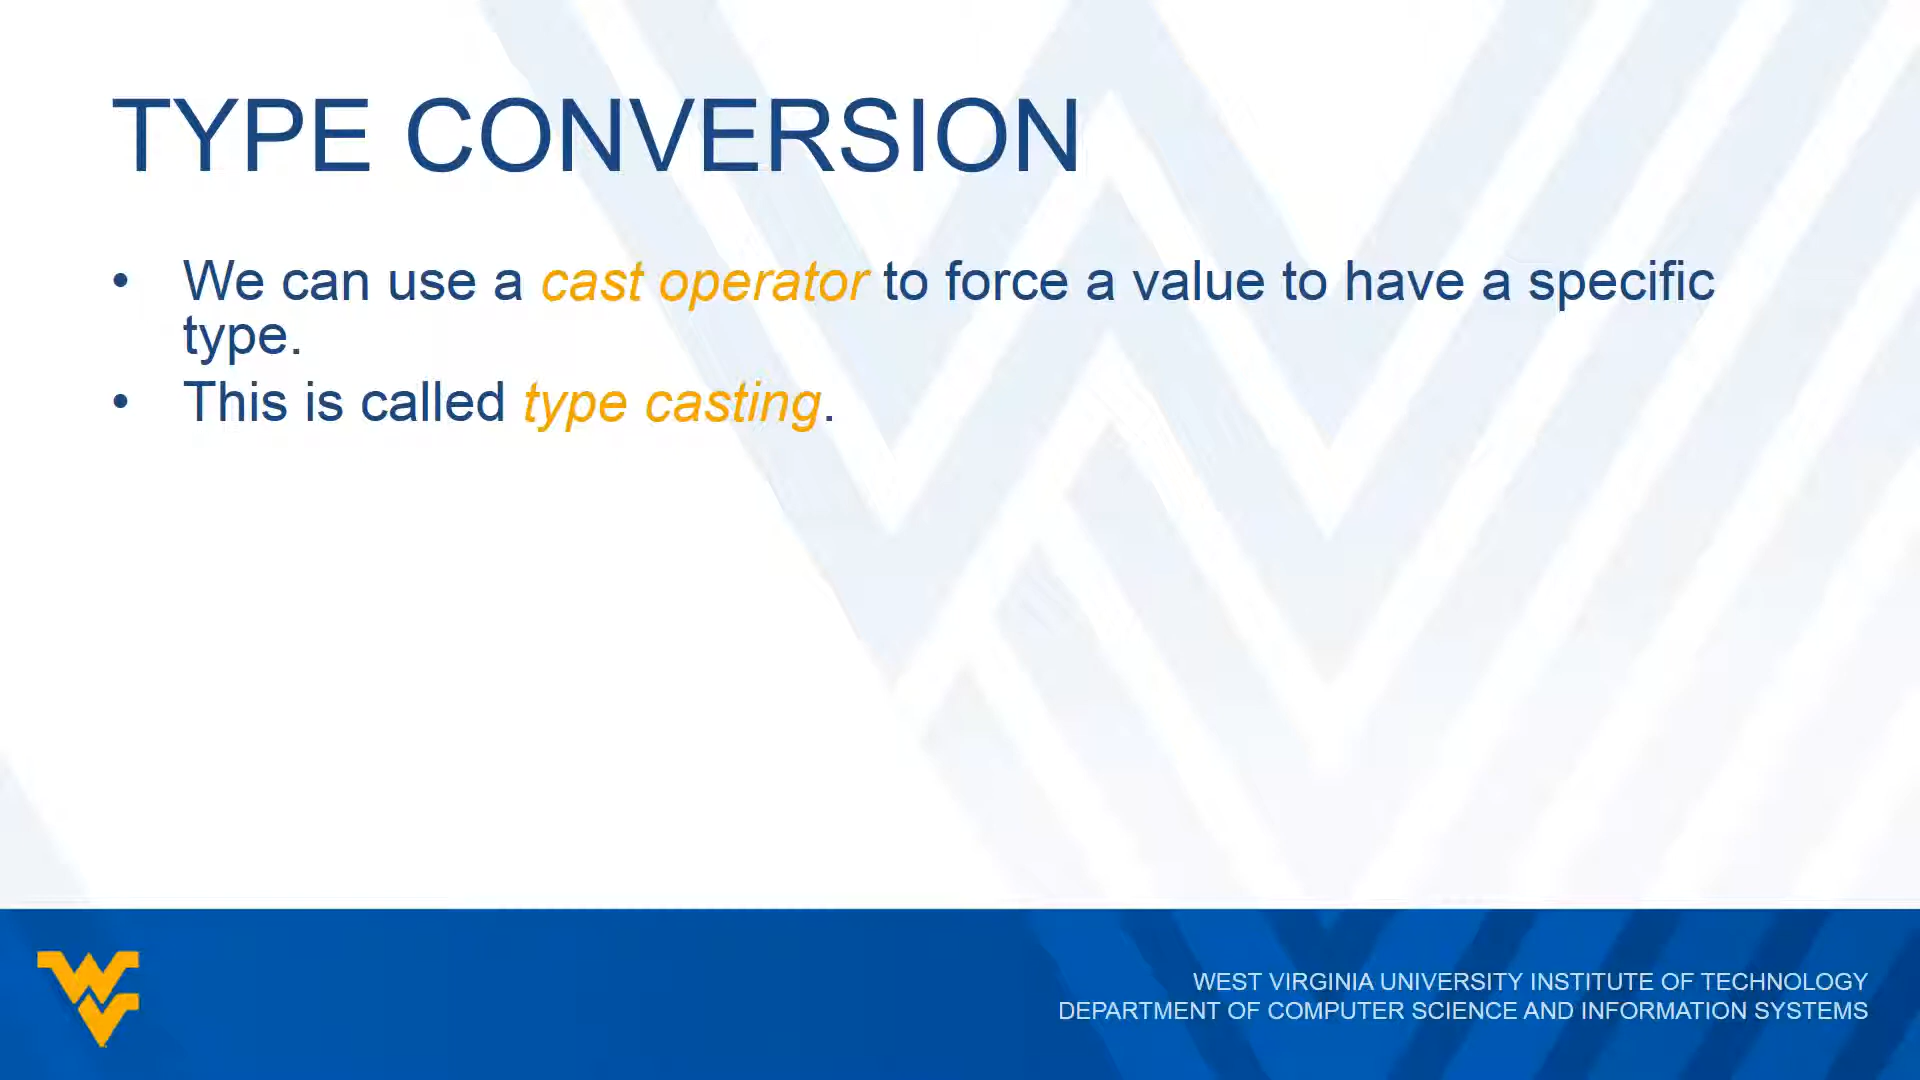 TYPE CONVERSION
• We can use a cast operator to force a value to have a specific
type.
• This is called type casting.
WEST VIRGINIA UNIVERSITY INSTITUTE OF TECHNOLOGY
DEPARTMENT OF COMPUTER SCIENCE AND INFORMATION SYSTEMS